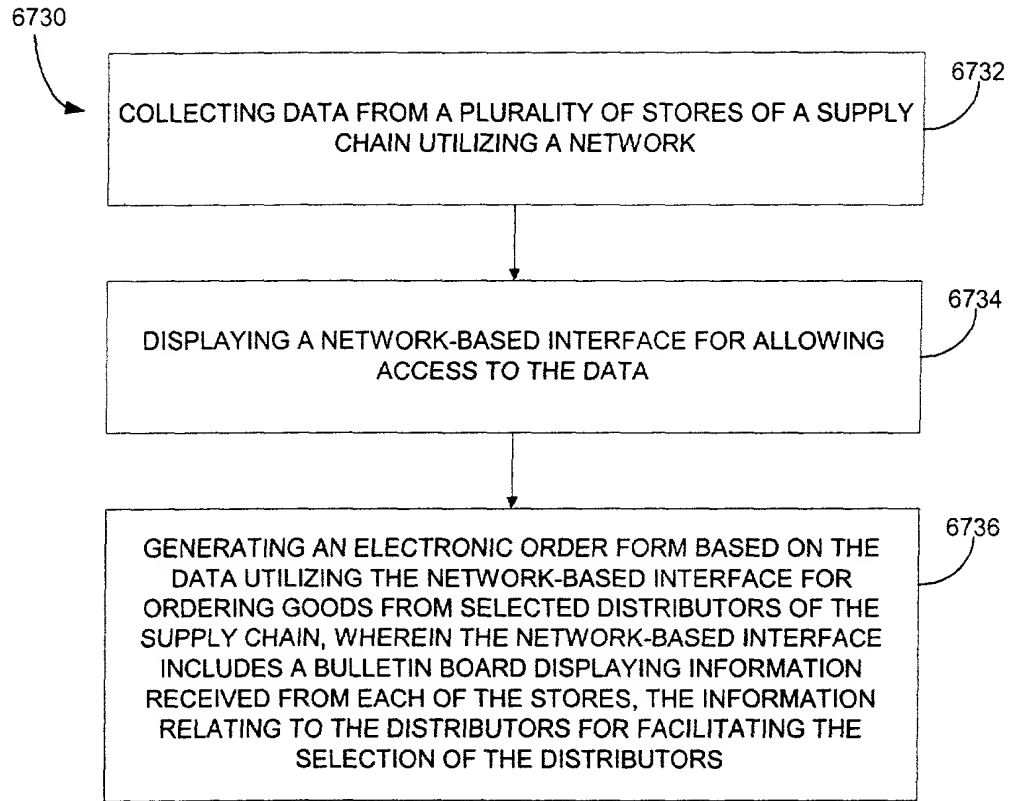 6730
6732
COLLECTING DATA FROM A PLURALITY OF STORES OF A SUPPLY
CHAIN UTILIZING A NETWORK
6734
DISPLAYING A NETWORK-BASED INTERFACE FOR ALLOWING
ACCESS TO THE DATA
6736
GENERATING AN ELECTRONIC ORDER FORM BASED ON THE
DATA UTILIZING THE NETWORK-BASED INTERFACE FOR
ORDERING GOODS FROM SELECTED DISTRIBUTORS OF THE
SUPPLY CHAIN, WHEREIN THE NETWORK-BASED INTERFACE
INCLUDES A BULLETIN BOARD DISPLAYING INFORMATION
RECEIVED FROM EACH OF THE STORES, THE INFORMATION
RELATING TO THE DISTRIBUTORS FOR FACILITATING THE
SELECTION OF THE DISTRIBUTORS